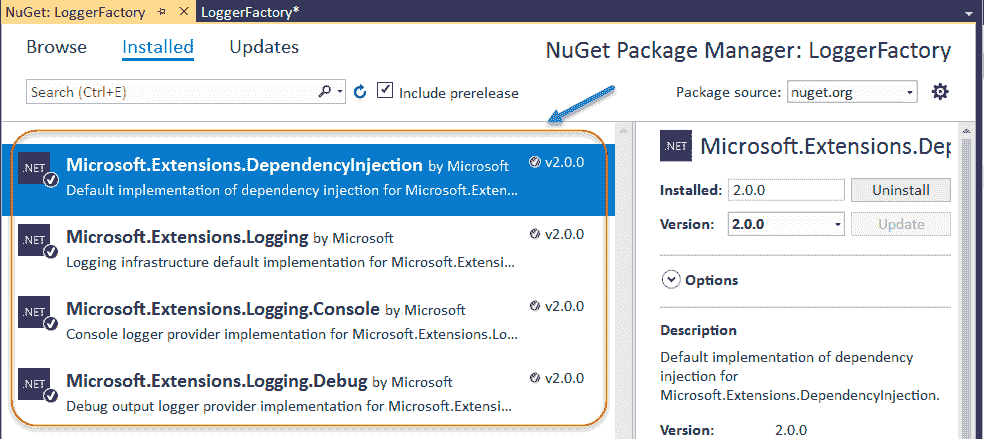 NuGet: LoggerFactory
LoggerFactory*
Browse
Installed
Updates
NuGet Package Manager: LoggerFactory
Search (Ctrl+E)
Include prerelease
Package source:
nuget.org
.NET
Microsoft.Extensions.DependencyInjection by Microsoft
v2.0.0
Default implementation of dependency injection for Microsoft.Exten...
.NET
Microsoft.Extensions.Logging by Microsoft
v2.0.0
Logging infrastructure default implementation for Microsoft.Extensi...
.NET
Microsoft.Extensions.Logging.Console by Microsoft
v2.0.0
Console logger provider implementation for Microsoft.Extensions.Lo...
.NET
Microsoft.Extensions.Logging.Debug by Microsoft
v2.0.0
Debug output logger provider implementation for Microsoft.Extensi...
.NET
Microsoft.Extensions.Dep
Installed:
2.0.0
Uninstall
Version:
2.0.0
Update
Options
Description
Default implementation of dependency
injection for
Microsoft.Extensions.DependencyInjection.
Version:
2.0.0